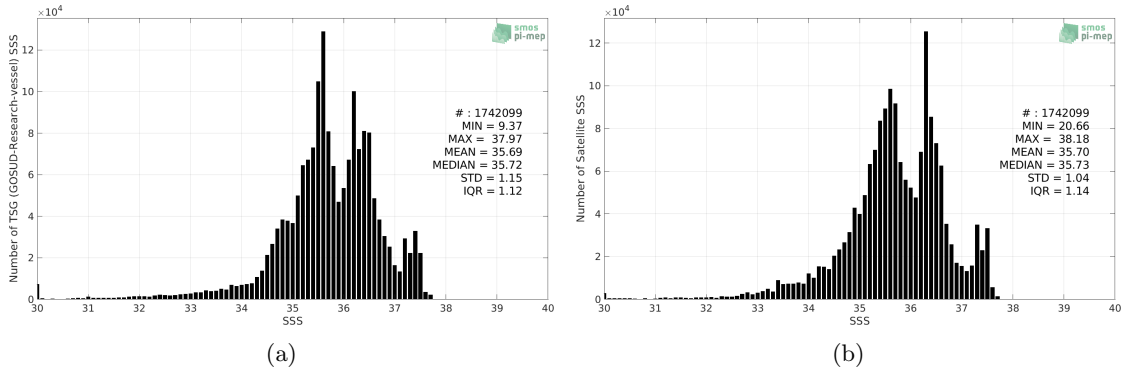 ×10⁴
smos
pi-mep
Number of TSG (GOSUD-Research-vessel) SSS
12
10
8
6
4
2
0
# : 1742099
MIN = 9.37
MAX = 37.97
MEAN = 35.69
MEDIAN = 35.72
STD = 1.15
IQR = 1.12
30 31 32 33 34 35 36 37 38 39 40
SSS
(a)
×10⁴
smos
pi-mep
Number of Satellite SSS
12
10
8
6
4
2
0
# : 1742099
MIN = 20.66
MAX = 38.18
MEAN = 35.70
MEDIAN = 35.73
STD = 1.04
IQR = 1.14
30 31 32 33 34 35 36 37 38 39 40
SSS
(b)